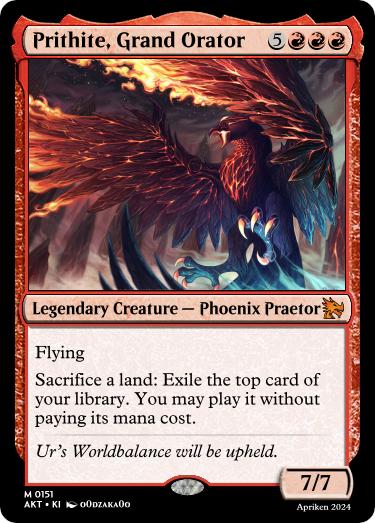 Prithite, Grand Orator 5
Legendary Creature — Phoenix Praetor
Flying
Sacrifice a land: Exile the top card of
your library. You may play it without
paying its mana cost.
Ur's Worldbalance will be upheld.
7/7
M 0151
AKT • KI o0DZAKA0o
Apriken 2024